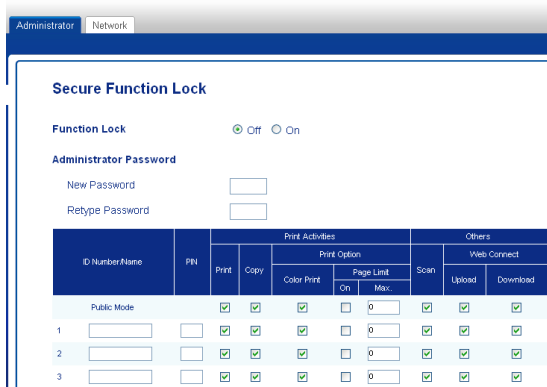 Administrator Network
Secure Function Lock
Function Lock Off On
Administrator Password
New Password
Retype Password
Print Activities Others
ID Number/Name PIN Print Option Web Connect
Print Copy Color Print Page Limit Scan Upload Download
On Max.
Public Mode 0
1 0
2 0
3 0